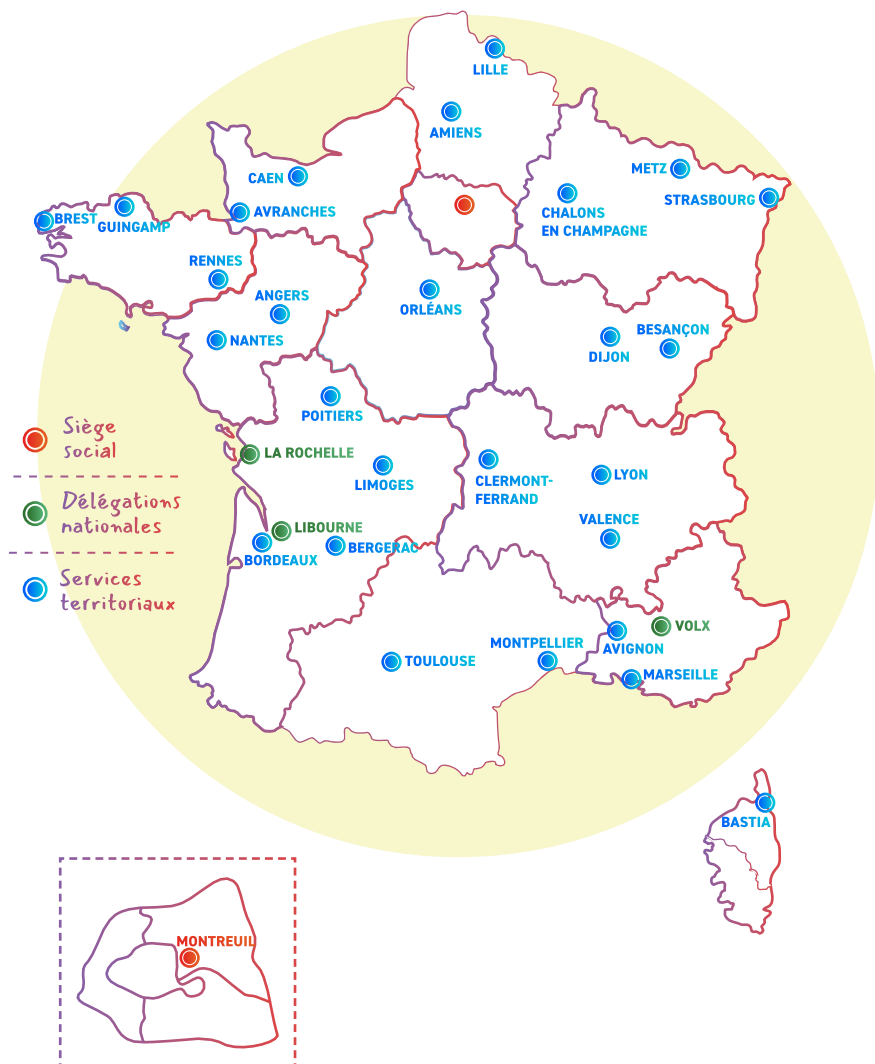 LILLE
AMIENS
METZ
CAEN
STRASBOURG
CHALONS
EN CHAMPAGNE
AVRANCHES
BREST
GUINGAMP
RENNES
ANGERS
ORLÉANS
NANTES
BESANÇON
DIJON
POITIERS
Siège
social
LA ROCHELLE
LIMOGES
CLERMONT-
FERRAND
LYON
Délégations
nationales
LIBOURNE
VALENCE
BERGERAC
BORDEAUX
Services
territoriaux
VOLX
MONTPELLIER
AVIGNON
TOULOUSE
MARSEILLE
BASTIA
MONTREUIL